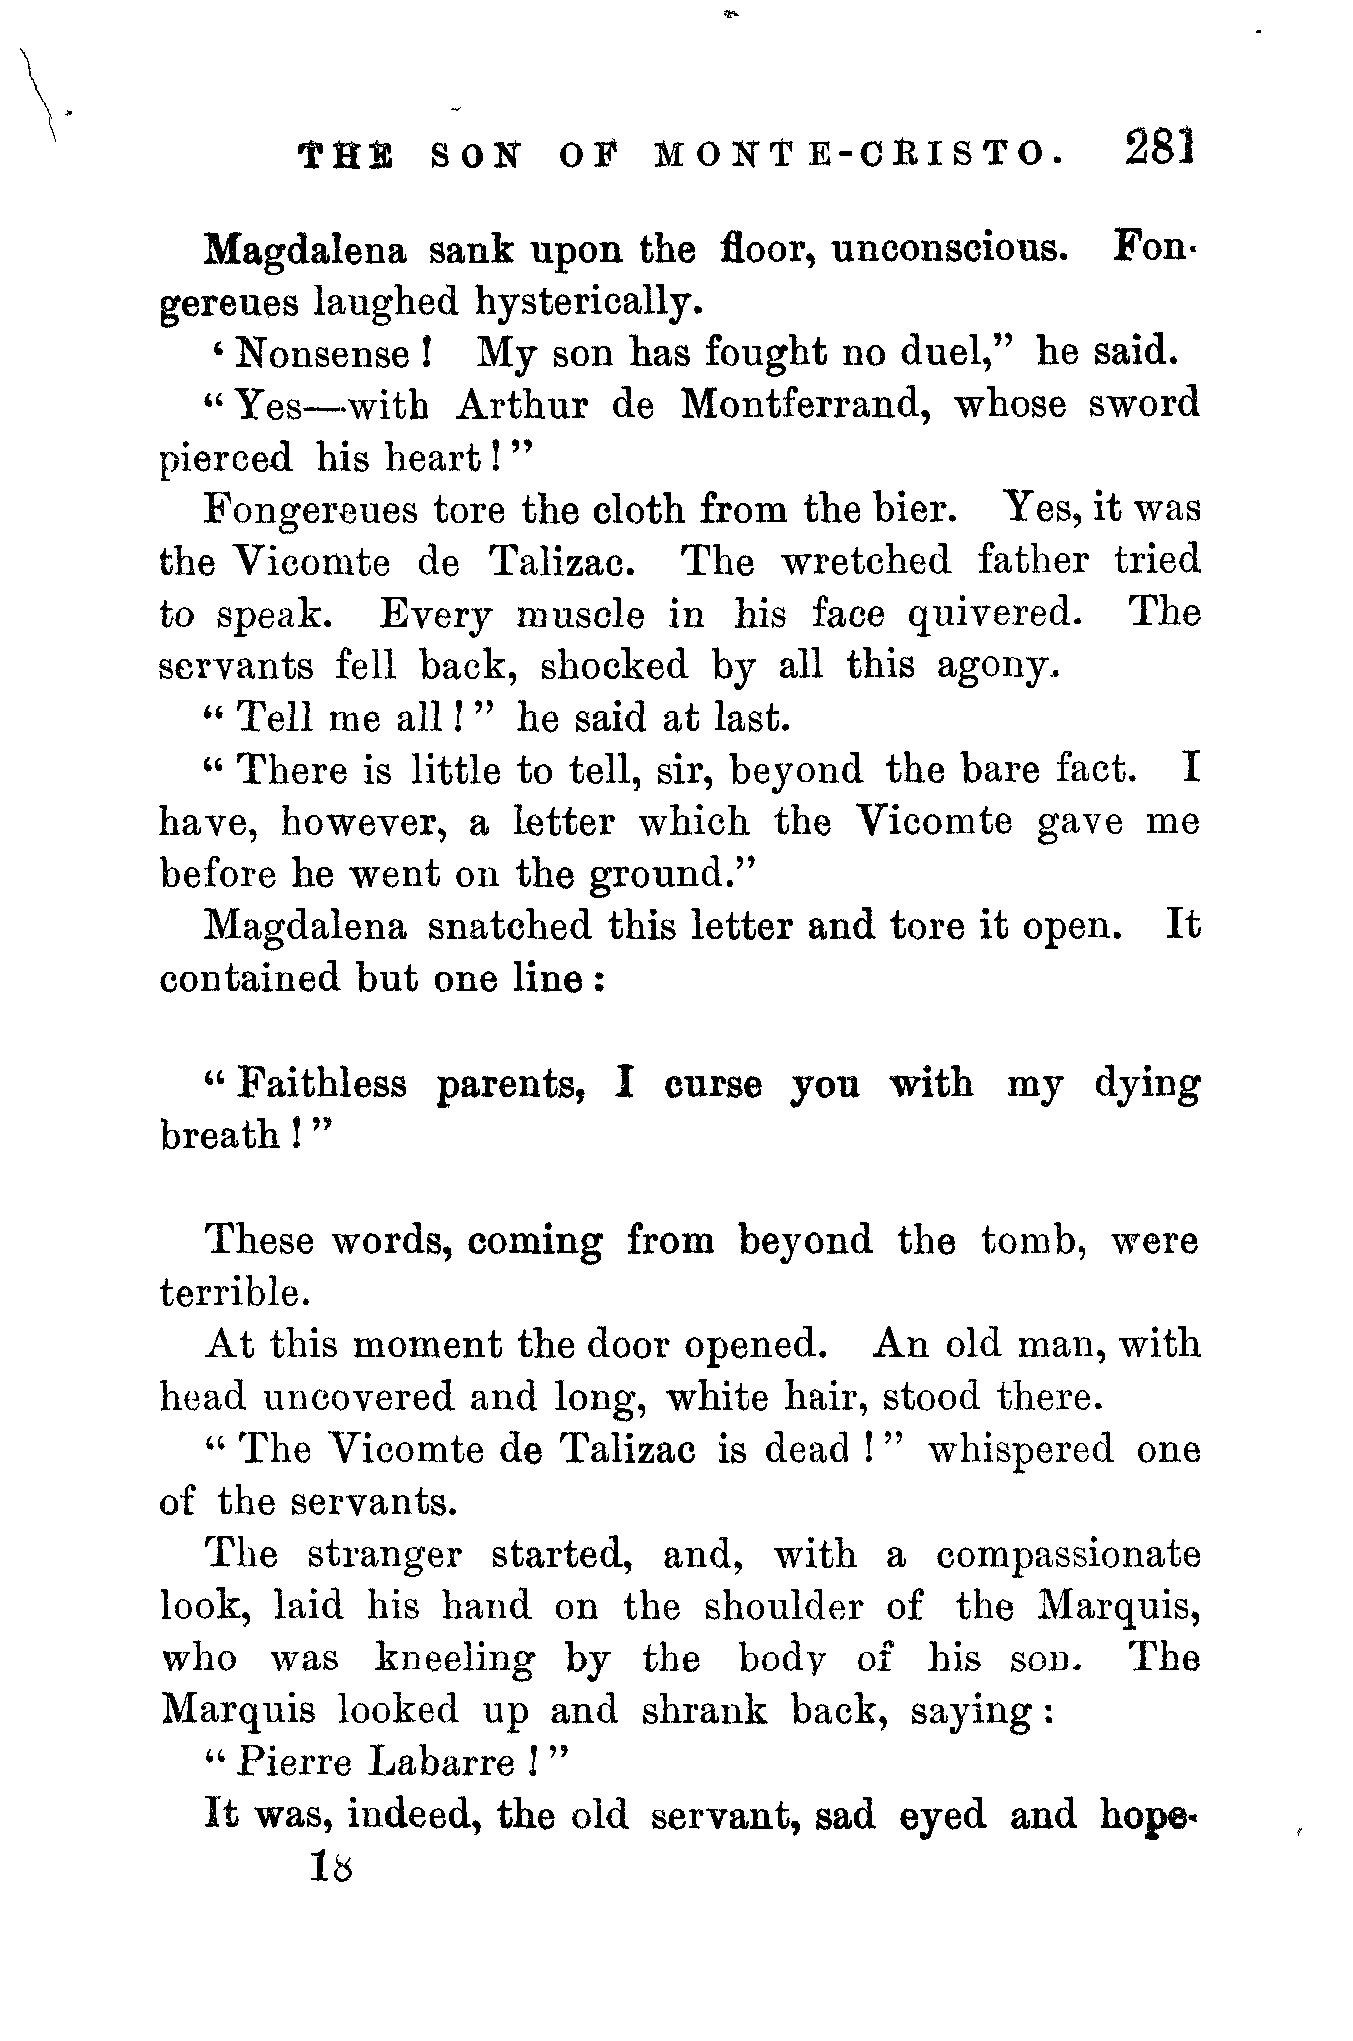 THE SON OF MONTE-CRISTO. 281
Magdalena sank upon the floor, unconscious. Fon-
gereues laughed hysterically.
‘ Nonsense ! My son has fought no duel,” he said.
“ Yes—with Arthur de Montferrand, whose sword
pierced his heart ! ”
Fongereues tore the cloth from the bier. Yes, it was
the Vicomte de Talizac. The wretched father tried
to speak. Every muscle in his face quivered. The
servants fell back, shocked by all this agony.
“ Tell me all ! ” he said at last.
“ There is little to tell, sir, beyond the bare fact. I
have, however, a letter which the Vicomte gave me
before he went on the ground.”
Magdalena snatched this letter and tore it open. It
contained but one line :
“ Faithless parents, I curse you with my dying
breath ! ”
These words, coming from beyond the tomb, were
terrible.
At this moment the door opened. An old man, with
head uncovered and long, white hair, stood there.
“ The Vicomte de Talizac is dead ! ” whispered one
of the servants.
The stranger started, and, with a compassionate
look, laid his hand on the shoulder of the Marquis,
who was kneeling by the body of his son. The
Marquis looked up and shrank back, saying :
“ Pierre Labarre ! ”
It was, indeed, the old servant, sad eyed and hope-
18